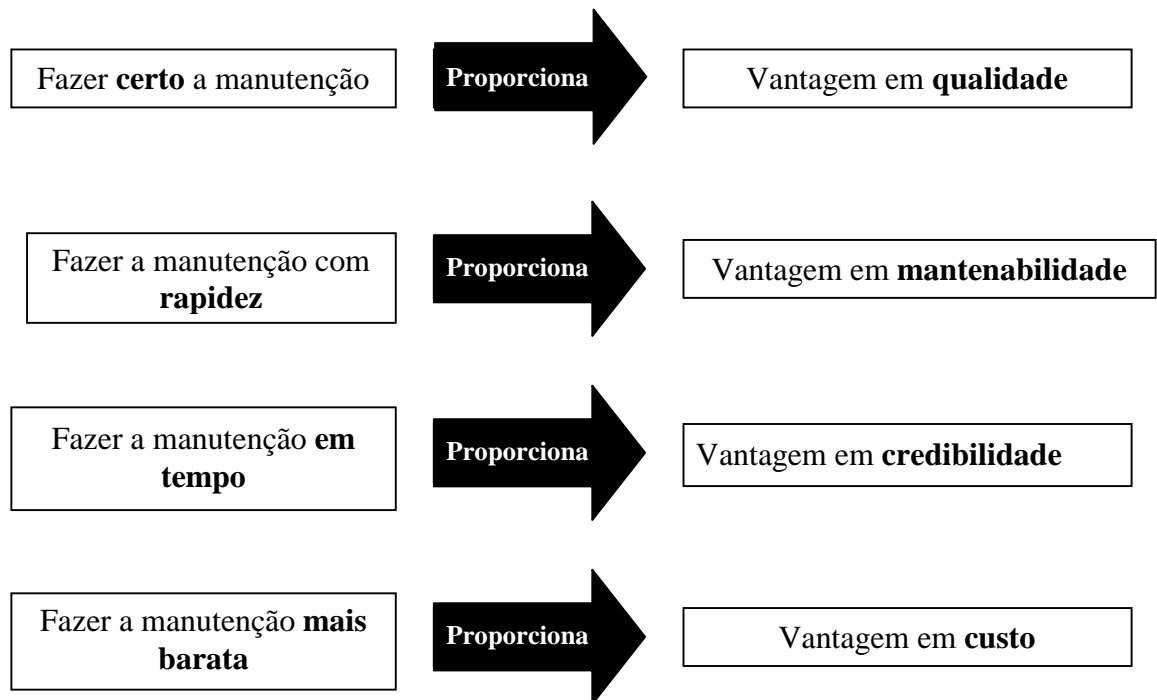 Fazer certo a manutenção
Proporciona
Vantagem em qualidade
Fazer a manutenção com
rapidez
Proporciona
Vantagem em mantenabilidade
Fazer a manutenção em
tempo
Proporciona
Vantagem em credibilidade
Fazer a manutenção mais
barata
Proporciona
Vantagem em custo